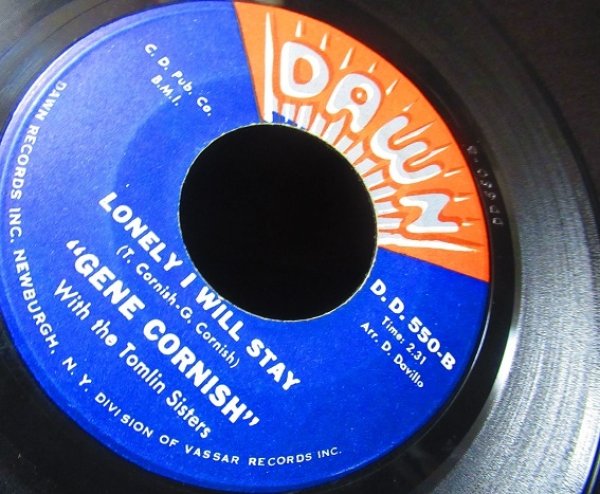 DAWN
C. D. Pub. Co.
B.M.I.
D. D. 550-B
Time: 2.31
Arr. D. Davillo
LONELY I WILL STAY
(T. Cornish-G. Cornish)
"GENE CORNISH"
With the Tomlin Sisters
DAWN RECORDS INC. NEWBURGH, N. Y. DIVISION OF VASSAR RECORDS INC.